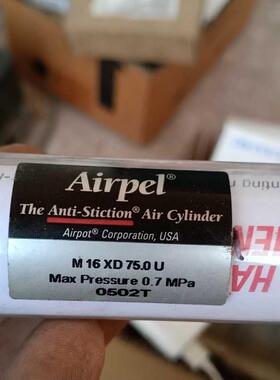 Airpel®
The Anti-Stiction® Air Cylinder
Airpot® Corporation, USA
M 16 XD 75.0 U
Max Pressure 0.7 MPa
0502T
HA